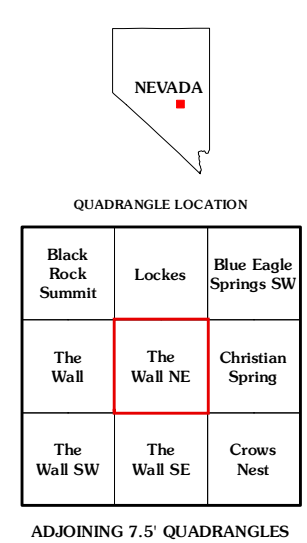 NEVADA
QUADRANGLE LOCATION
Black
Rock
Summit
Lockes
Blue Eagle
Springs SW
The
Wall
The
Wall NE
Christian
Spring
The
Wall SW
The
Wall SE
Crows
Nest
ADJOINING 7.5' QUADRANGLES